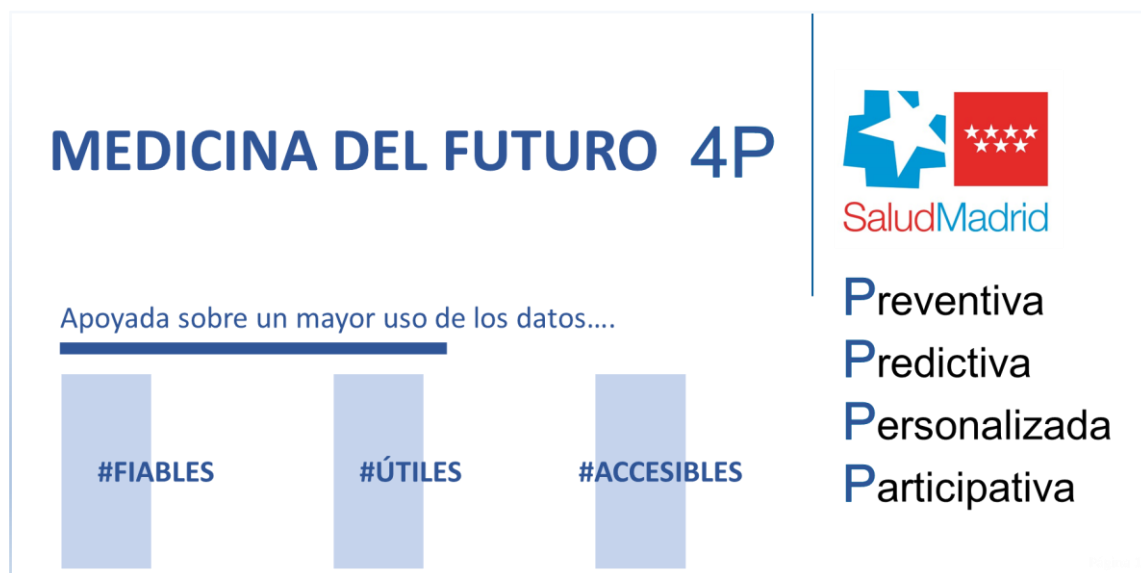 MEDICINA DEL FUTURO 4P
Apoyada sobre un mayor uso de los datos....
#FIABLES
#ÚTILES
#ACCESIBLES
SaludMadrid
Preventiva
Predictiva
Personalizada
Participativa